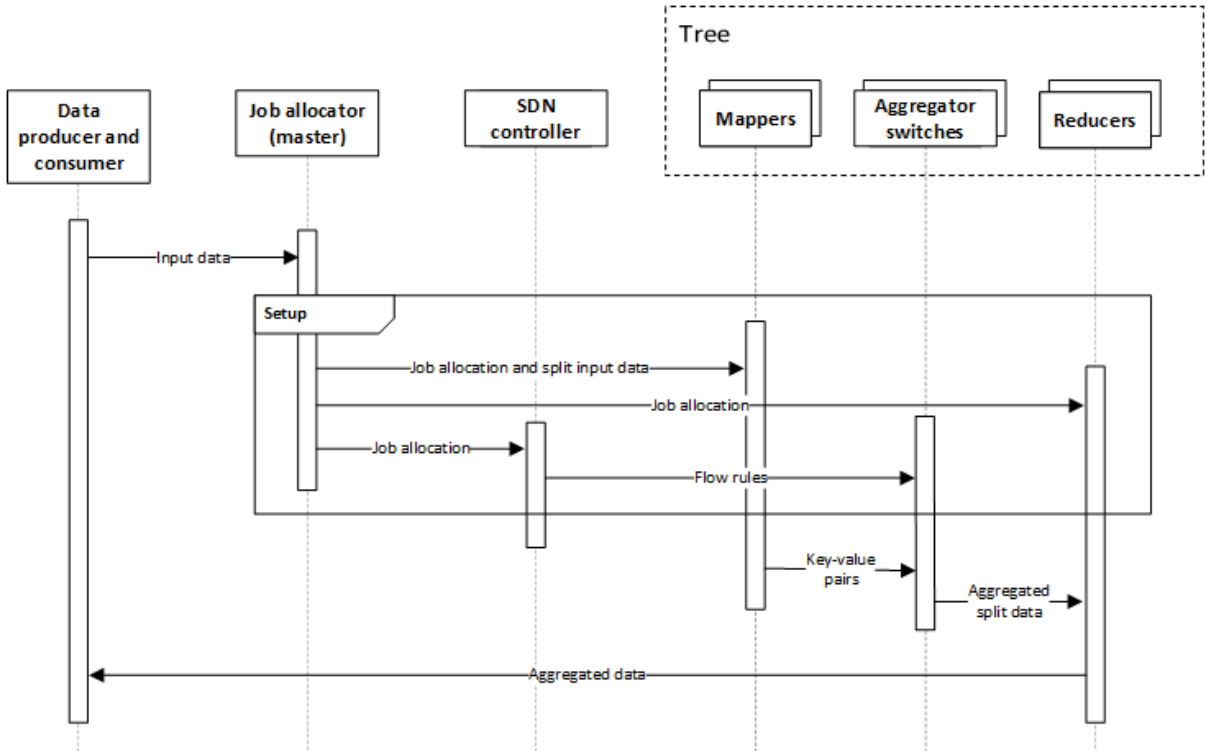 Tree
Data
producer and
consumer
Job allocator
(master)
SDN
controller
Mappers
Aggregator
switches
Reducers
Input data
Setup
Job allocation and split input data
Job allocation
Job allocation
Flow rules
Key-value
pairs
Aggregated
split data
Aggregated data